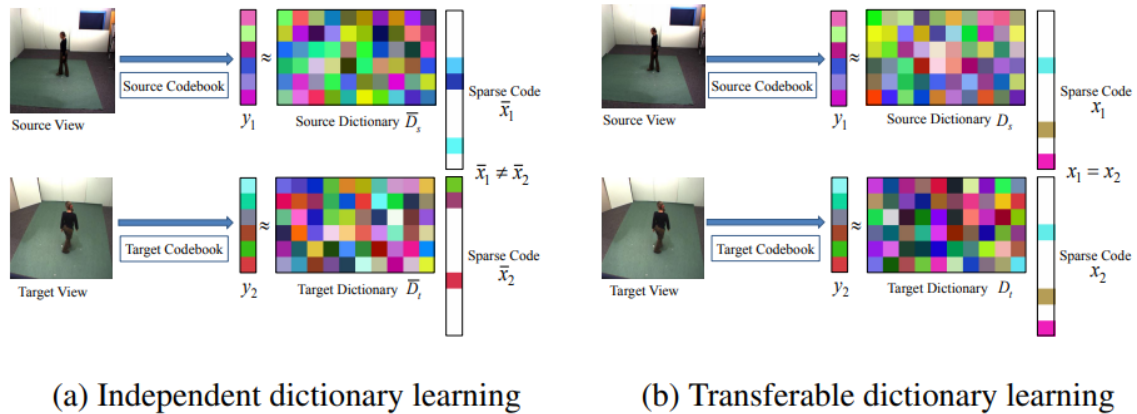 Source Codebook
≈
Source View
y₁
Source Dictionary D̅ₛ
Sparse Code
x̅₁
x̅₁ ≠ x̅₂
Target Codebook
≈
Target View
y₂
Target Dictionary D̅ₜ
Sparse Code
x̅₂
(a) Independent dictionary learning
Source Codebook
≈
Source View
y₁
Source Dictionary Dₛ
Sparse Code
x₁
x₁ = x₂
Target Codebook
≈
Target View
y₂
Target Dictionary Dₜ
Sparse Code
x₂
(b) Transferable dictionary learning